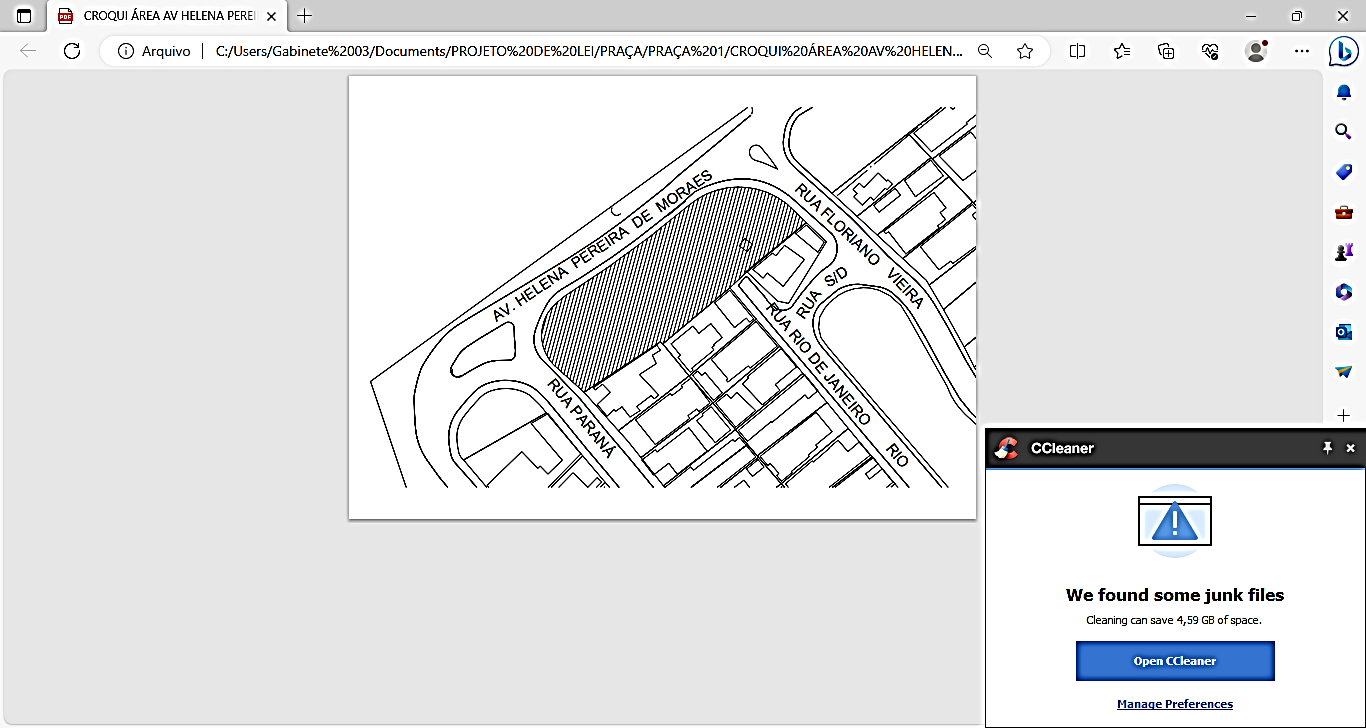 CROQUI ÁREA AV HELENA PEREI
Arquivo
C:/Users/Gabinete%2003/Documents/PROJETO%20DE%20LEI/PRAÇA/PRAÇA%201/CROQUI%20ÁREA%20AV%20HELEN...
AV. HELENA PEREIRA DE MORAES
RUA FLORIANO VIEIRA
RUA S/D
RUA RIO DE JANEIRO
RIO
RUA PARANÁ
CCleaner
We found some junk files
Cleaning can save 4,59 GB of space.
Open CCleaner
Manage Preferences